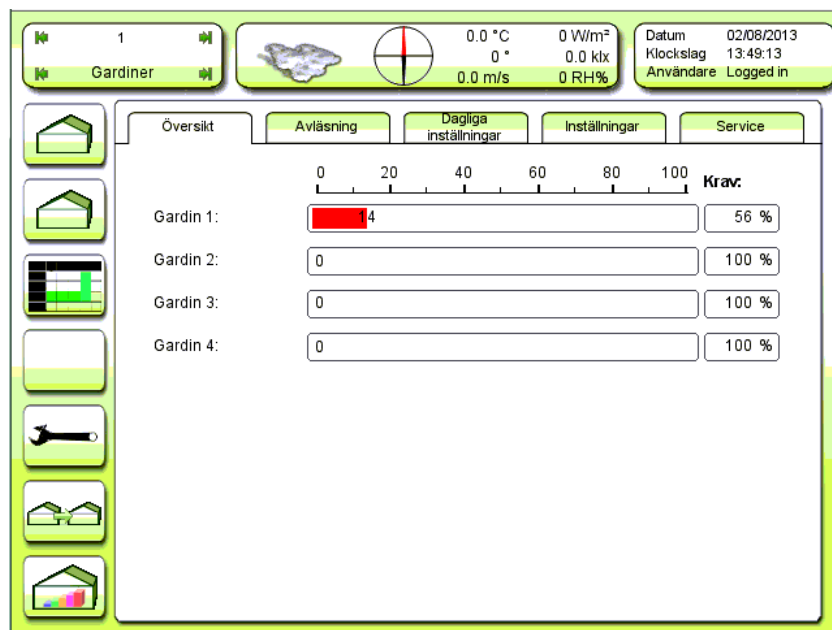 1
Gardiner
0.0 °C
0 W/m²
0 °
0.0 klx
0.0 m/s
0 RH%
Datum 02/08/2013
Klockslag 13:49:13
Användare Logged in
Översikt
Avläsning
Dagliga
inställningar
Inställningar
Service
0 20 40 60 80 100 Krav:
Gardin 1: 14 56 %
Gardin 2: 0 100 %
Gardin 3: 0 100 %
Gardin 4: 0 100 %